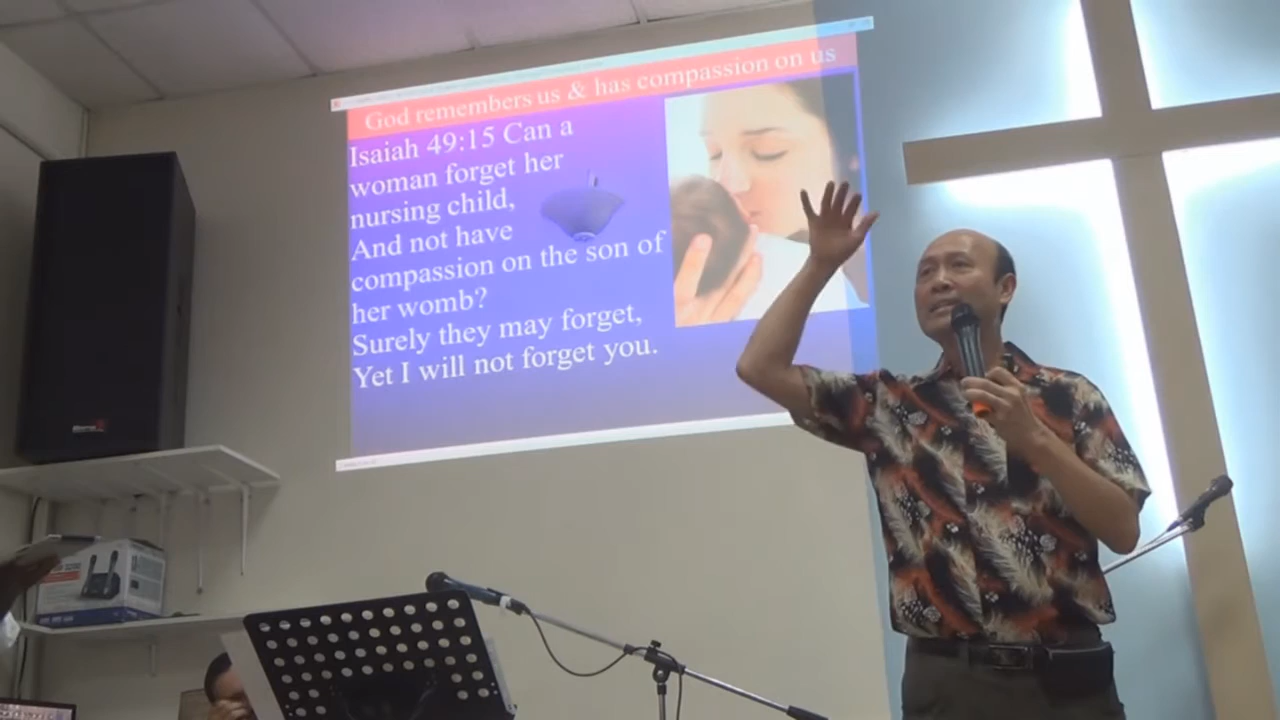 God remembers us & has compassion on us
Isaiah 49:15 Can a
woman forget her
nursing child,
And not have
compassion on the son of
her womb?
Surely they may forget,
Yet I will not forget you.